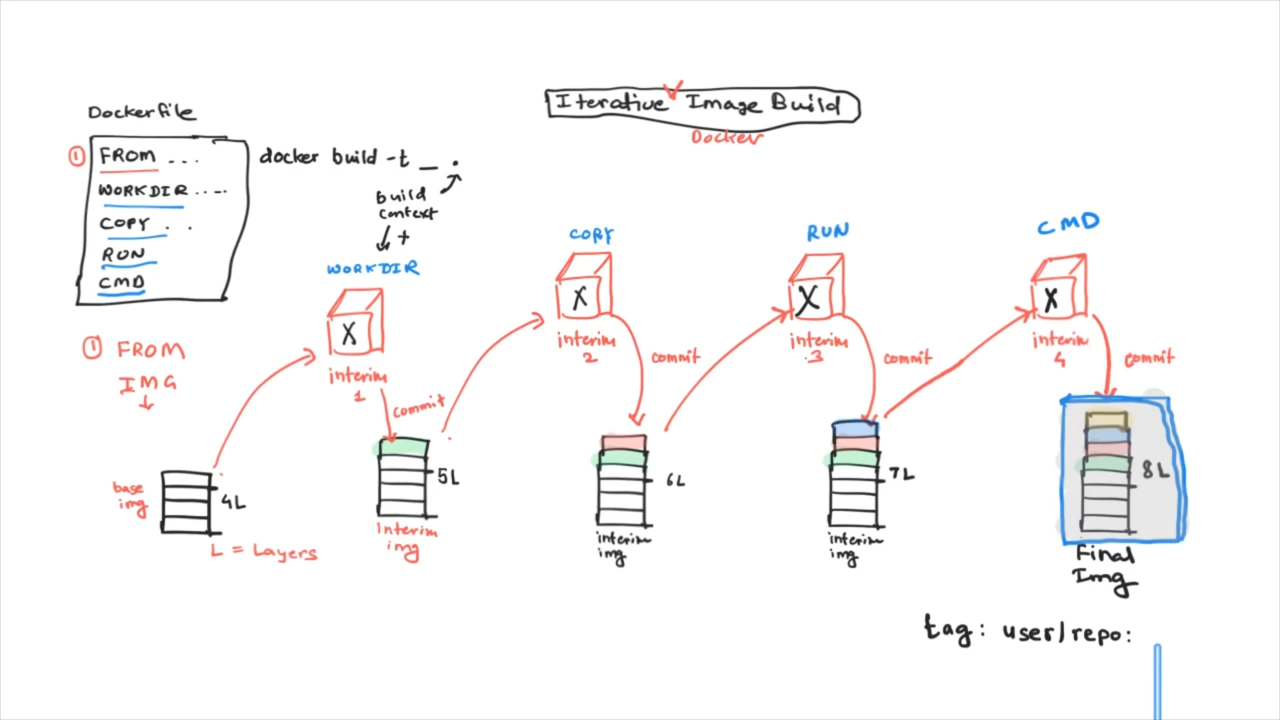 Iterative Image Build
Docker
Dockerfile
① FROM ...
WORKDIR .....
COPY . . .
RUN
CMD
docker build -t _ .
build
context
+
① FROM
IMG
base
img
4L
L = Layers
WORKDIR
X
interim
1
commit
5L
Interim
img
COPY
X
interim
2
commit
6L
interim
img
RUN
X
interim
3
commit
7L
interim
img
CMD
X
interim
4
commit
8L
Final
Img
tag: user/repo: